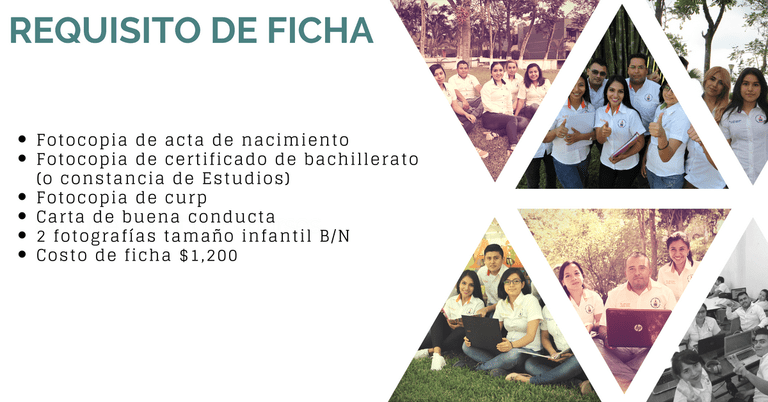 REQUISITO DE FICHA
• Fotocopia de acta de nacimiento
• Fotocopia de certificado de bachillerato
(o constancia de Estudios)
• Fotocopia de curp
• Carta de buena conducta
• 2 fotografías tamaño infantil B/N
• Costo de ficha $1,200